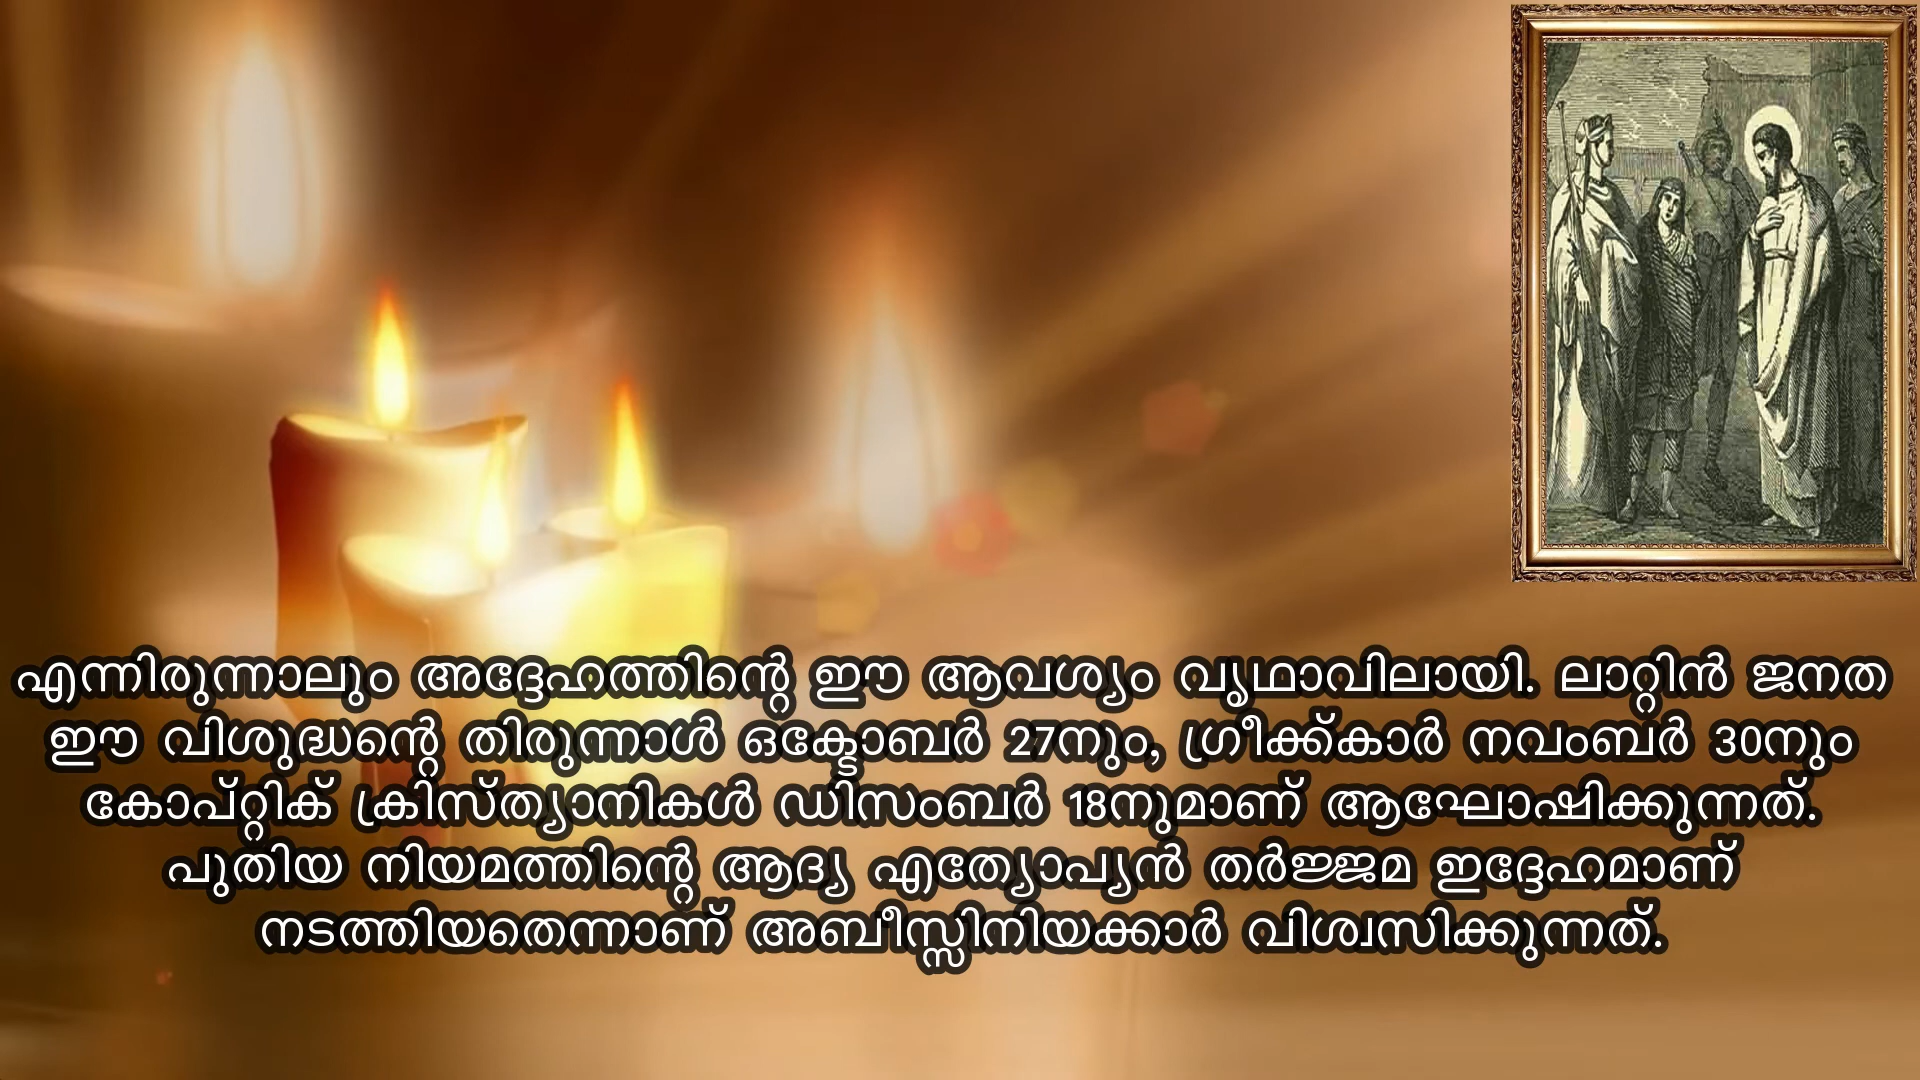 എന്നിരുന്നാലും അദ്ദേഹത്തിന്റെ ഈ ആവശ്യം വൃഥാവിലായി. ലാറ്റിൻ ജനത
ഈ വിശുദ്ധന്റെ തിരുന്നാൾ ഒക്ടോബർ 27നും, ഗ്രീക്ക്കാർ നവംബർ 30നും
കോപ്റ്റിക് ക്രിസ്ത്യാനികൾ ഡിസംബർ 18നുമാണ് ആഘോഷിക്കുന്നത്.
പുതിയ നിയമത്തിന്റെ ആദ്യ എത്യോപ്യൻ തർജ്ജമ ഇദ്ദേഹമാണ്
നടത്തിയതെന്നാണ് അബീസ്സിനിയക്കാർ വിശ്വസിക്കുന്നത്.